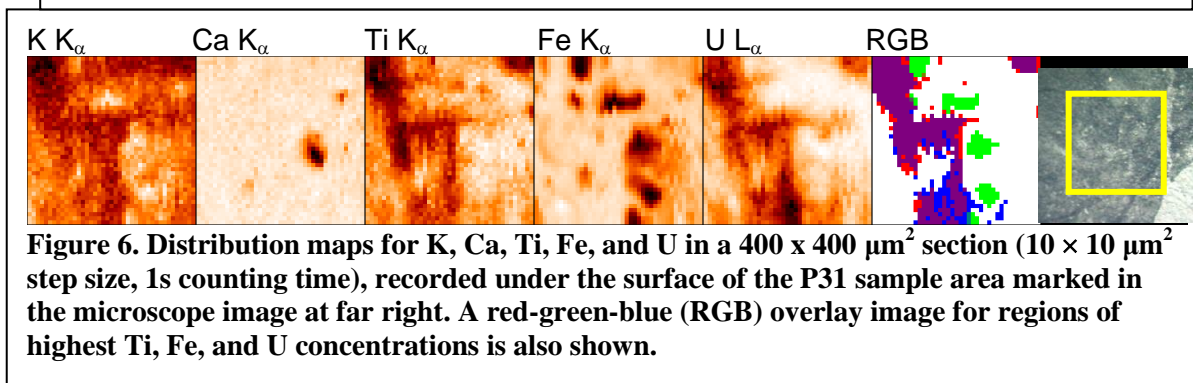 K Kα Ca Kα Ti Kα Fe Kα U Lα RGB
Figure 6. Distribution maps for K, Ca, Ti, Fe, and U in a 400 x 400 µm² section (10 × 10 µm²
step size, 1s counting time), recorded under the surface of the P31 sample area marked in
the microscope image at far right. A red-green-blue (RGB) overlay image for regions of
highest Ti, Fe, and U concentrations is also shown.